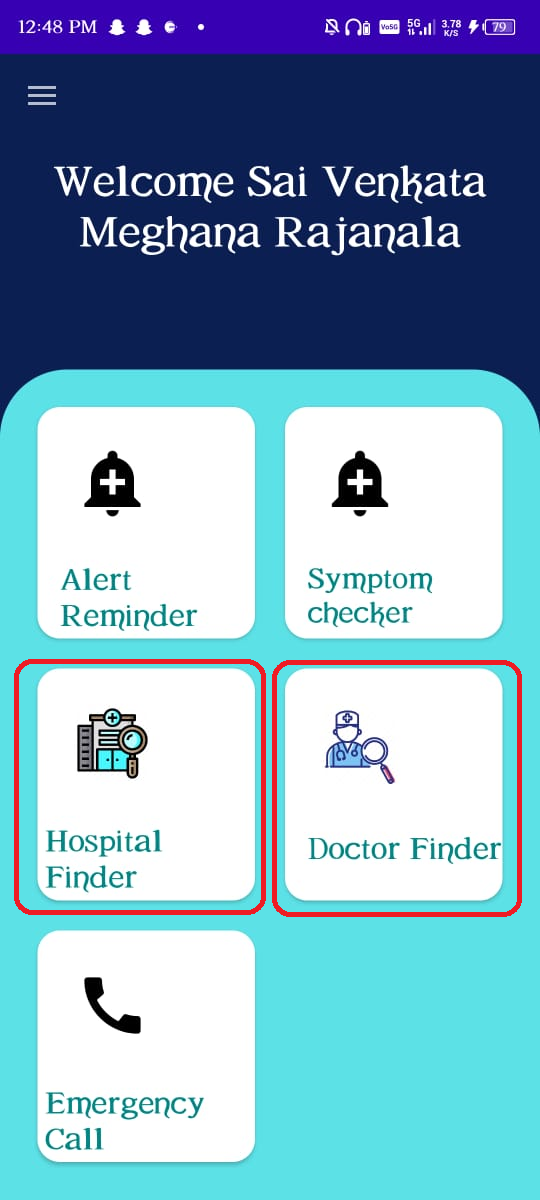 12:48 PM Vo5G 5G 3.78 K/S 79
Welcome Sai Venkata
Meghana Rajanala
Alert
Reminder
Symptom
checker
Hospital
Finder
Doctor Finder
Emergency
Call